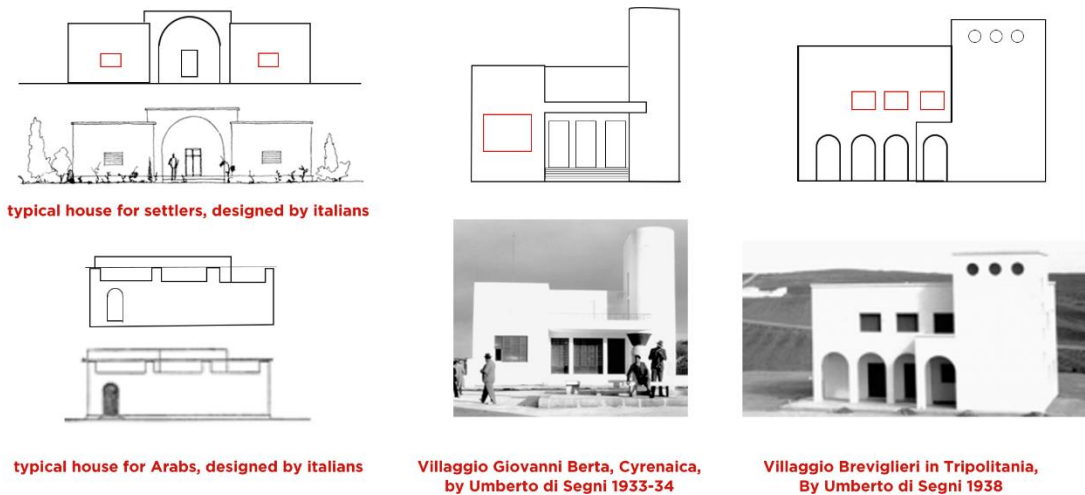 typical house for settlers, designed by italians
typical house for Arabs, designed by italians
Villaggio Giovanni Berta, Cyrenaica,
by Umberto di Segni 1933-34
Villaggio Breviglieri in Tripolitania,
By Umberto di Segni 1938